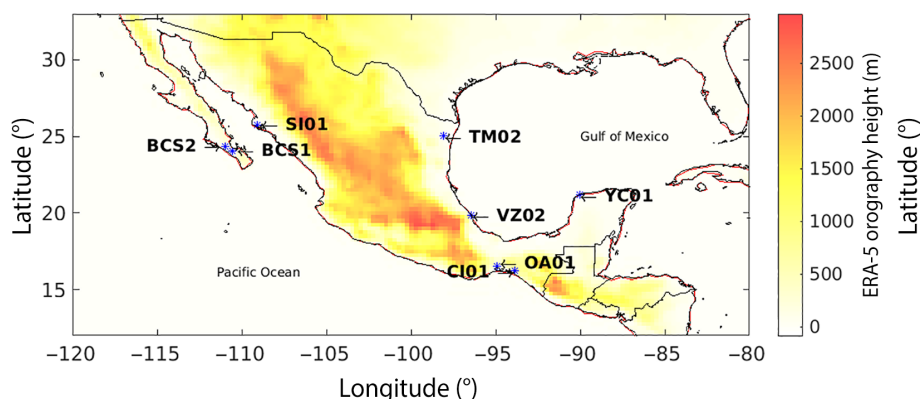 Latitude (°)
30
25
20
15
−120
−115
−110
−105
−100
−95
−90
−85
−80
Longitude (°)
SI01
BCS2
BCS1
TM02
Gulf of Mexico
YC01
VZ02
OA01
CI01
Pacific Ocean
2500
2000
1500
1000
500
0
ERA-5 orography height (m)
Latitude (°)